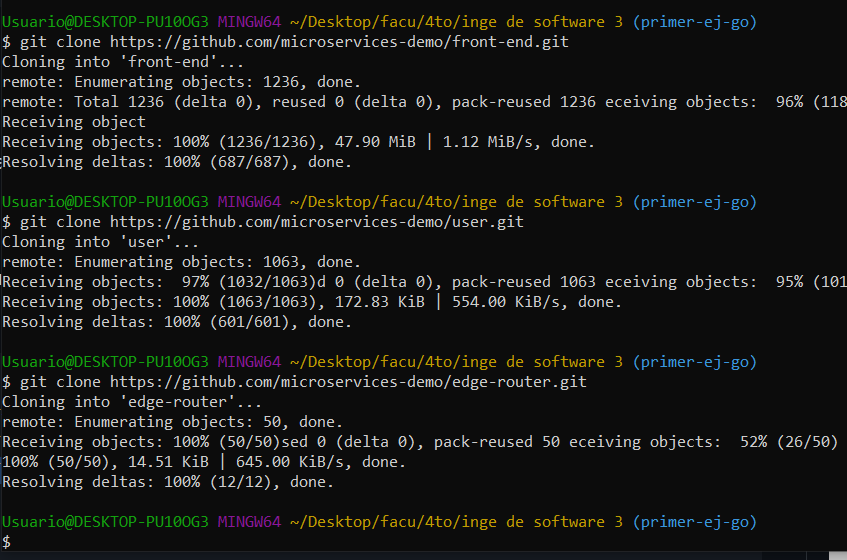 Usuario@DESKTOP-PU10OG3 MINGW64 ~/Desktop/facu/4to/inge de software 3 (primer-ej-go)
$ git clone https://github.com/microservices-demo/front-end.git
Cloning into 'front-end'...
remote: Enumerating objects: 1236, done.
remote: Total 1236 (delta 0), reused 0 (delta 0), pack-reused 1236 eceiving objects:  96% (118
Receiving object
Receiving objects: 100% (1236/1236), 47.90 MiB | 1.12 MiB/s, done.
Resolving deltas: 100% (687/687), done.
Usuario@DESKTOP-PU10OG3 MINGW64 ~/Desktop/facu/4to/inge de software 3 (primer-ej-go)
$ git clone https://github.com/microservices-demo/user.git
Cloning into 'user'...
remote: Enumerating objects: 1063, done.
Receiving objects:  97% (1032/1063)d 0 (delta 0), pack-reused 1063 eceiving objects:  95% (101
Receiving objects: 100% (1063/1063), 172.83 KiB | 554.00 KiB/s, done.
Resolving deltas: 100% (601/601), done.
Usuario@DESKTOP-PU10OG3 MINGW64 ~/Desktop/facu/4to/inge de software 3 (primer-ej-go)
$ git clone https://github.com/microservices-demo/edge-router.git
Cloning into 'edge-router'...
remote: Enumerating objects: 50, done.
Receiving objects: 100% (50/50)sed 0 (delta 0), pack-reused 50 eceiving objects:  52% (26/50)
100% (50/50), 14.51 KiB | 645.00 KiB/s, done.
Resolving deltas: 100% (12/12), done.
Usuario@DESKTOP-PU10OG3 MINGW64 ~/Desktop/facu/4to/inge de software 3 (primer-ej-go)
$